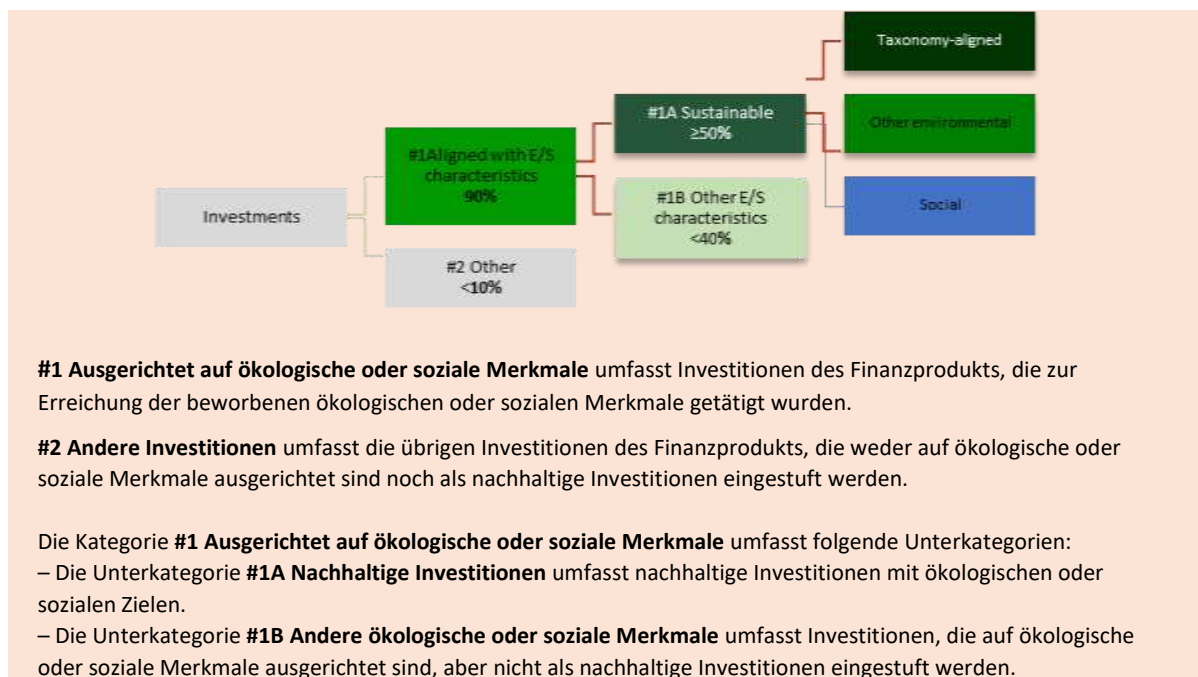 Taxonomy-aligned
#1A Sustainable
≥50%
Other environmental
#1Aligned with E/S
characteristics
90%
#1B Other E/S
characteristics
<40%
Social
Investments
#2 Other
<10%
#1 Ausgerichtet auf ökologische oder soziale Merkmale umfasst Investitionen des Finanzprodukts, die zur
Erreichung der beworbenen ökologischen oder sozialen Merkmale getätigt wurden.
#2 Andere Investitionen umfasst die übrigen Investitionen des Finanzprodukts, die weder auf ökologische oder
soziale Merkmale ausgerichtet sind noch als nachhaltige Investitionen eingestuft werden.
Die Kategorie #1 Ausgerichtet auf ökologische oder soziale Merkmale umfasst folgende Unterkategorien:
– Die Unterkategorie #1A Nachhaltige Investitionen umfasst nachhaltige Investitionen mit ökologischen oder
sozialen Zielen.
– Die Unterkategorie #1B Andere ökologische oder soziale Merkmale umfasst Investitionen, die auf ökologische
oder soziale Merkmale ausgerichtet sind, aber nicht als nachhaltige Investitionen eingestuft werden.